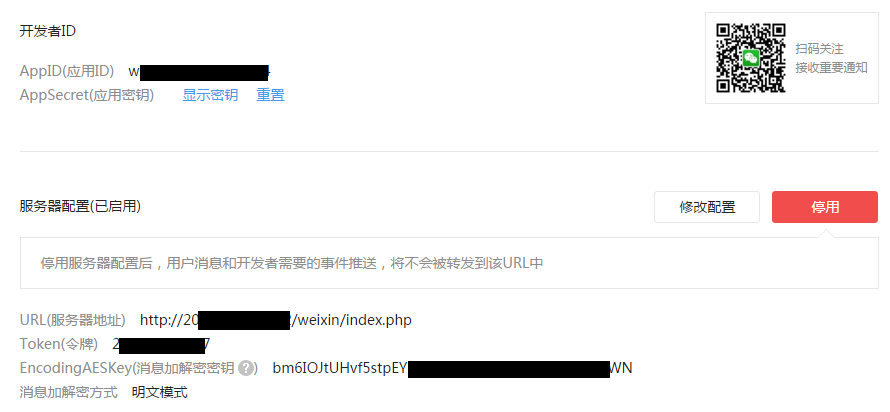 开发者ID
扫码关注
接收重要通知
AppID(应用ID) w
AppSecret(应用密钥) 显示密钥 重置
服务器配置(已启用) 修改配置 停用
停用服务器配置后，用户消息和开发者需要的事件推送，将不会被转发到该URL中
URL(服务器地址) http://20 /weixin/index.php
Token(令牌) 2 7
EncodingAESKey(消息加解密密钥 ?) bm6IOJtUHvf5stpEY WN
消息加解密方式 明文模式